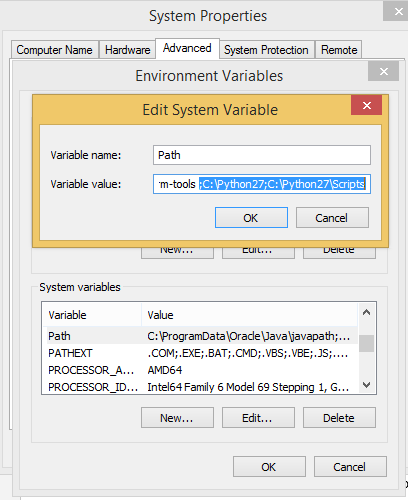 System Properties
Computer Name Hardware Advanced System Protection Remote
Environment Variables
Edit System Variable
Variable name: Path
Variable value: m-tools ;C:\Python27;C:\Python27\Scripts
OK Cancel
New... Edit... Delete
System variables
Variable Value
Path C:\ProgramData\Oracle\Java\javapath;...
PATHEXT .COM;.EXE;.BAT;.CMD;.VBS;.VBE;.JS;....
PROCESSOR_A... AMD64
PROCESSOR_ID... Intel64 Family 6 Model 69 Stepping 1, G...
New... Edit... Delete
OK Cancel